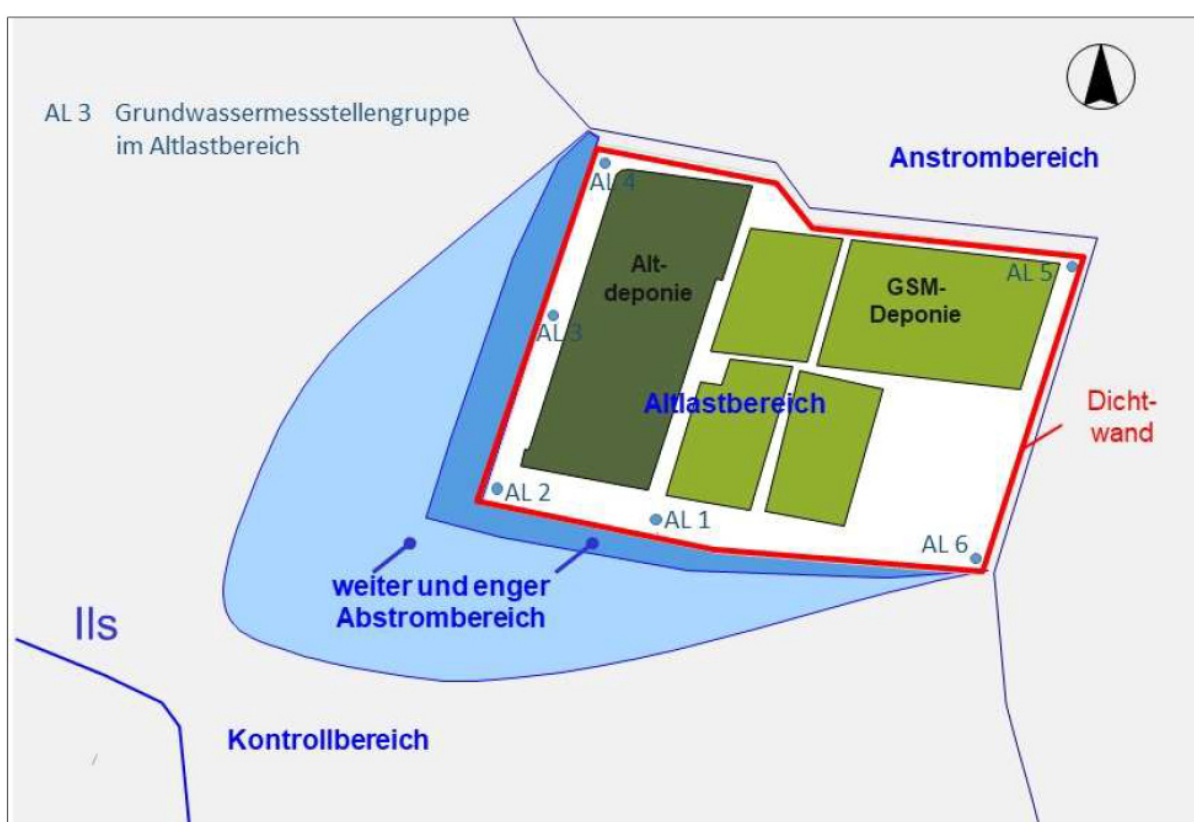 AL 3 Grundwassermessstellengruppe
im Altlastbereich
Anstrombereich
AL 4
Alt-
deponie
AL 5
GSM-
Deponie
AL 3
Altlastbereich
Dicht-
wand
AL 2
AL 1
AL 6
weiter und enger
Abstrombereich
Ils
Kontrollbereich